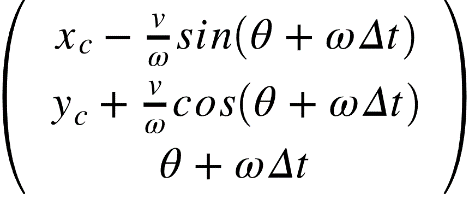 x_c − v/ω sin(θ + ωΔt)
y_c + v/ω cos(θ + ωΔt)
θ + ωΔt